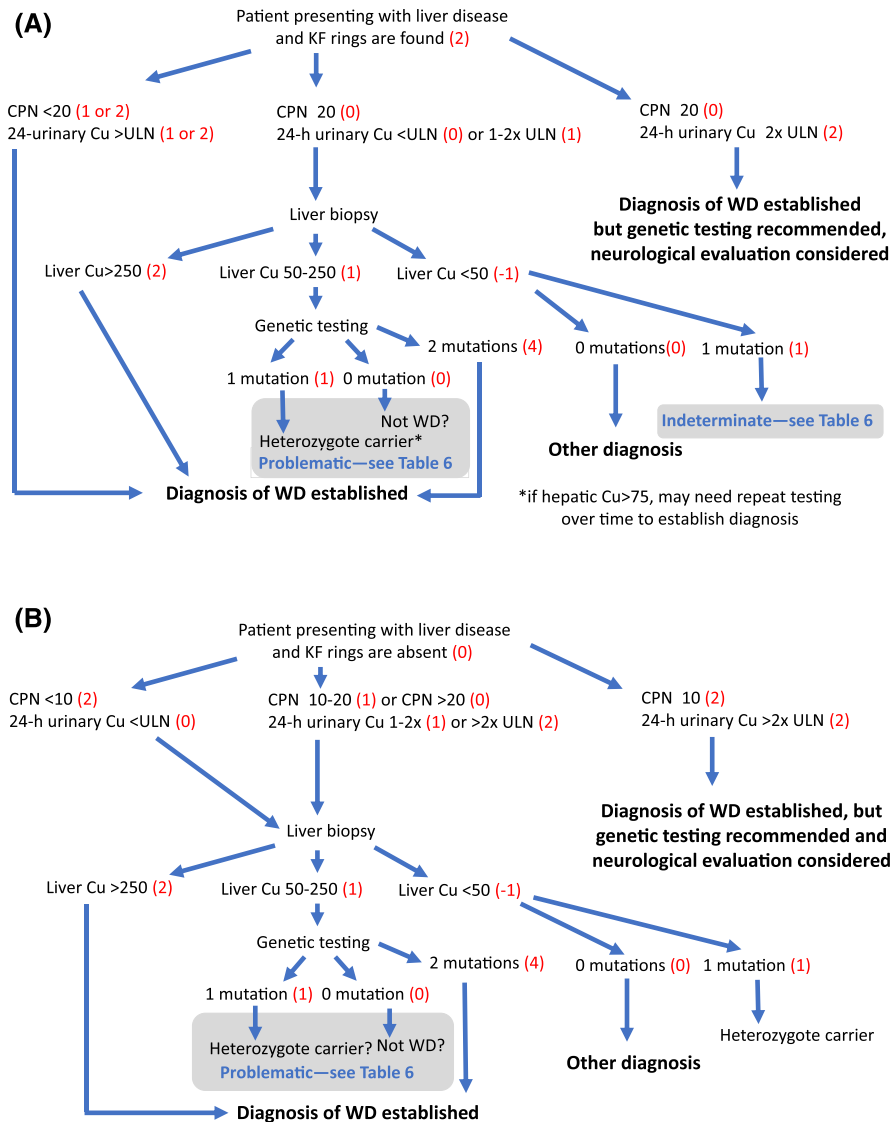 (A)
Patient presenting with liver disease
and KF rings are found (2)
CPN <20 (1 or 2)
24-urinary Cu >ULN (1 or 2)
CPN 20 (0)
24-h urinary Cu <ULN (0) or 1-2x ULN (1)
CPN 20 (0)
24-h urinary Cu 2x ULN (2)
Diagnosis of WD established
but genetic testing recommended,
neurological evaluation considered
Liver biopsy
Liver Cu>250 (2)
Liver Cu 50-250 (1)
Liver Cu <50 (-1)
Genetic testing
2 mutations (4)
0 mutations(0)
1 mutation (1)
1 mutation (1)
0 mutation (0)
Not WD?
Heterozygote carrier*
Problematic—see Table 6
Indeterminate—see Table 6
Other diagnosis
Diagnosis of WD established
*if hepatic Cu>75, may need repeat testing
over time to establish diagnosis
(B)
Patient presenting with liver disease
and KF rings are absent (0)
CPN <10 (2)
24-h urinary Cu <ULN (0)
CPN 10-20 (1) or CPN >20 (0)
24-h urinary Cu 1-2x (1) or >2x ULN (2)
CPN 10 (2)
24-h urinary Cu >2x ULN (2)
Diagnosis of WD established, but
genetic testing recommended and
neurological evaluation considered
Liver biopsy
Liver Cu >250 (2)
Liver Cu 50-250 (1)
Liver Cu <50 (-1)
Genetic testing
2 mutations (4)
0 mutations (0)
1 mutation (1)
1 mutation (1)
0 mutation (0)
Heterozygote carrier?
Not WD?
Problematic—see Table 6
Heterozygote carrier
Other diagnosis
Diagnosis of WD established